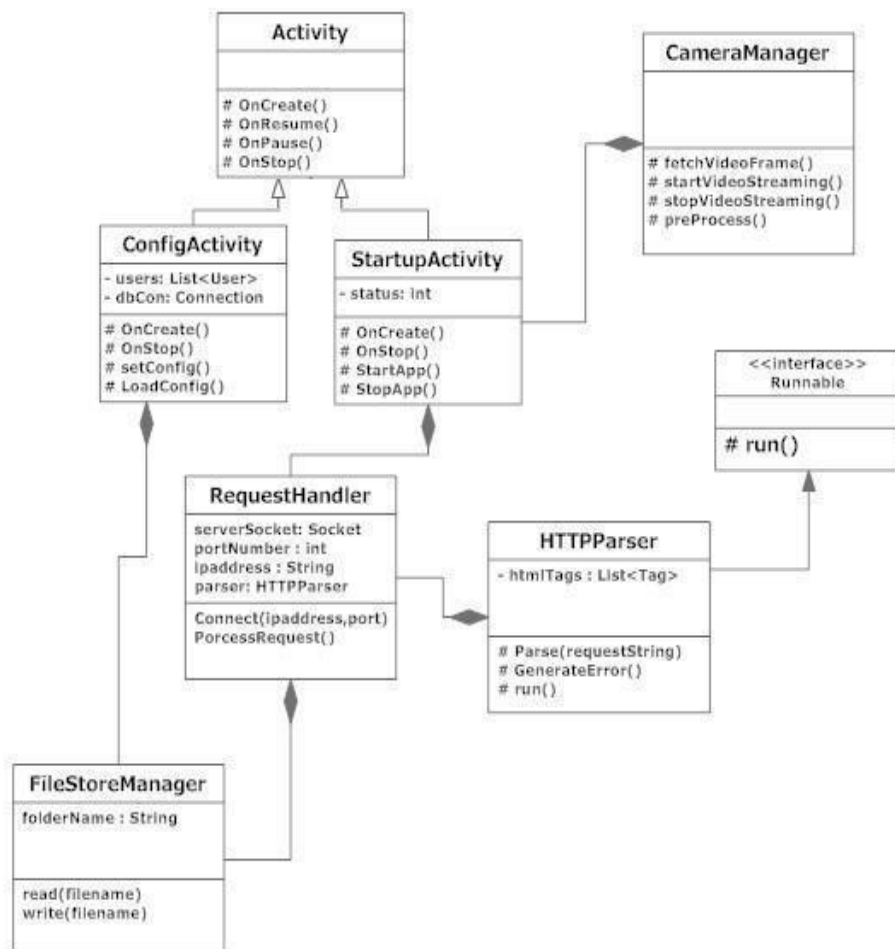 Activity
# OnCreate()
# OnResume()
# OnPause()
# OnStop()
CameraManager
# fetchVideoFrame()
# startVideoStreaming()
# stopVideoStreaming()
# preProcess()
ConfigActivity
- users: List<User>
- dbCon: Connection
# OnCreate()
# OnStop()
# setConfig()
# LoadConfig()
StartupActivity
- status: int
# OnCreate()
# OnStop()
# StartApp()
# StopApp()
<<interface>>
Runnable
# run()
RequestHandler
serverSocket: Socket
portNumber : int
ipaddress : String
parser: HTTPParser
Connect(ipaddress,port)
PorcessRequest()
HTTPParser
- htmlTags : List<Tag>
# Parse(requestString)
# GenerateError()
# run()
FileStoreManager
folderName : String
read(filename)
write(filename)